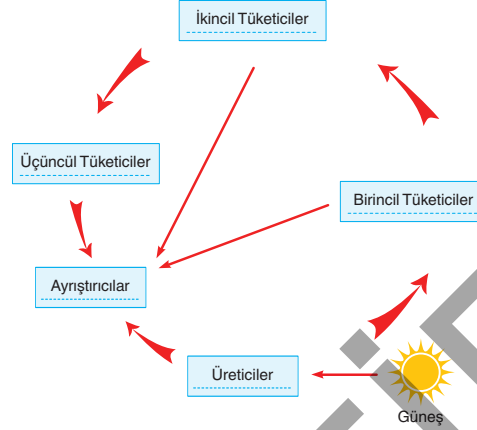 İkincil Tüketiciler
Üçüncül Tüketiciler
Birincil Tüketiciler
Ayrıştırıcılar
Üreticiler
Güneş